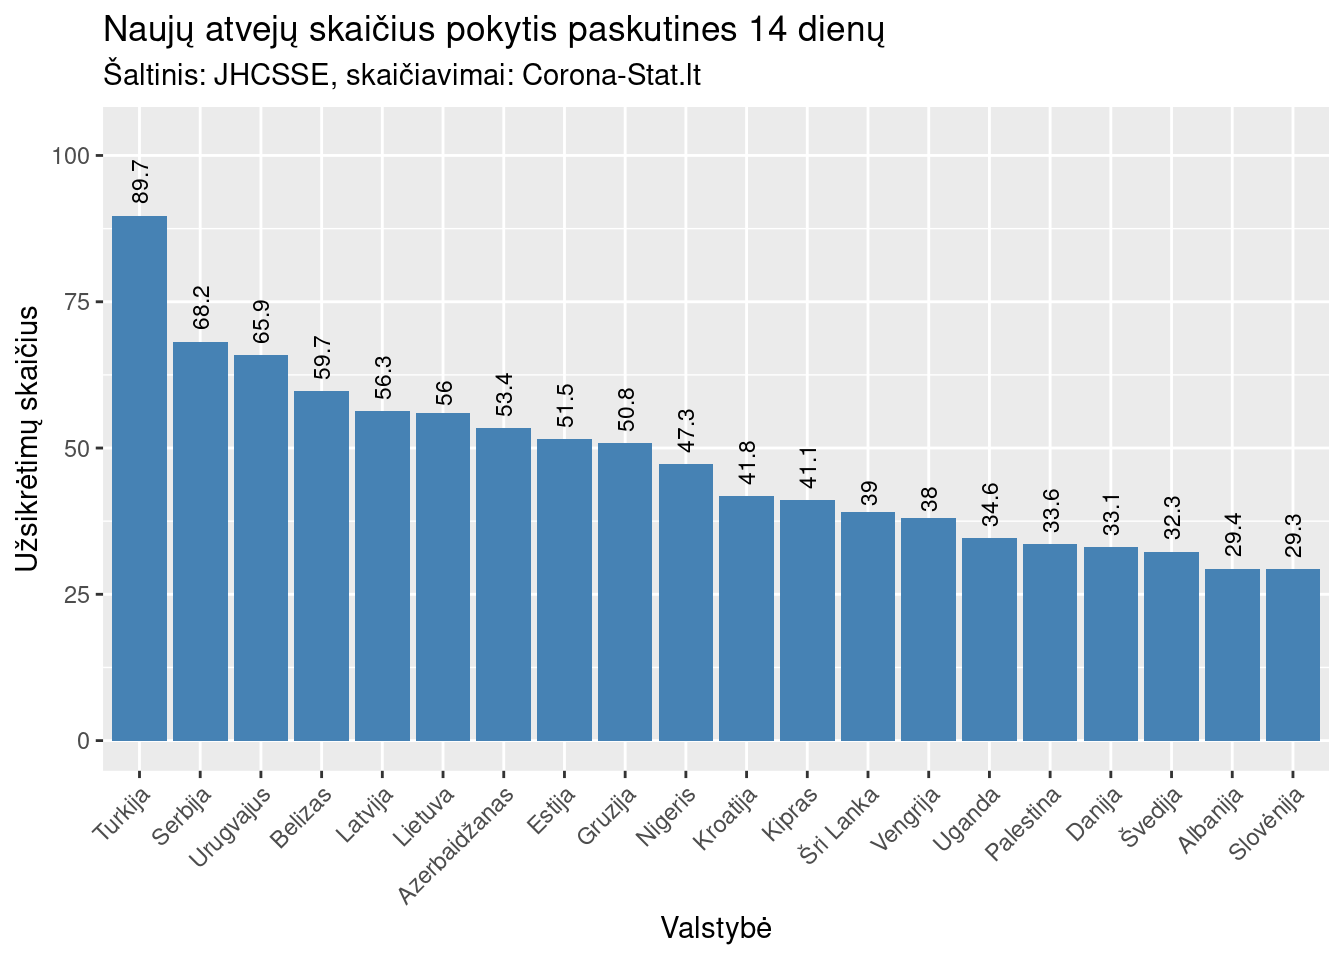 Naujų atvejų skaičius pokytis paskutines 14 dienų
Šaltinis: JHCSSE, skaičiavimai: Corona-Stat.lt
Užsikrėtimų skaičius
100
75
50
25
0
89.7
68.2
65.9
59.7
56.3
56
53.4
51.5
50.8
47.3
41.8
41.1
39
38
34.6
33.6
33.1
32.3
29.4
29.3
Turkija
Serbija
Urugvajus
Belizas
Latvija
Lietuva
Azerbaidžanas
Estija
Gruzija
Nigeris
Kroatija
Kipras
Šri Lanka
Vengrija
Uganda
Palestina
Danija
Švedija
Albanija
Slovėnija
Valstybė